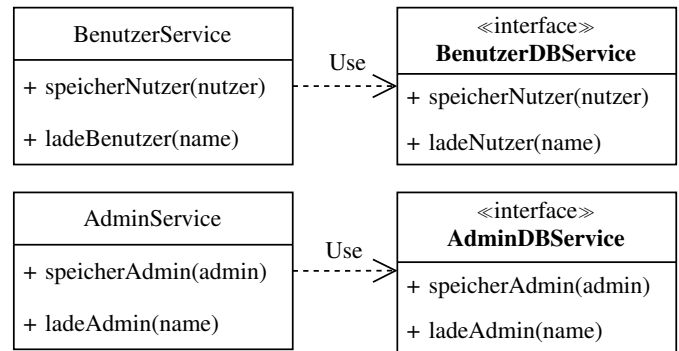 BenutzerService
+ speicherNutzer(nutzer)
+ ladeBenutzer(name)
Use
≪interface≫
BenutzerDBService
+ speicherNutzer(nutzer)
+ ladeNutzer(name)
AdminService
+ speicherAdmin(admin)
+ ladeAdmin(name)
Use
≪interface≫
AdminDBService
+ speicherAdmin(admin)
+ ladeAdmin(name)